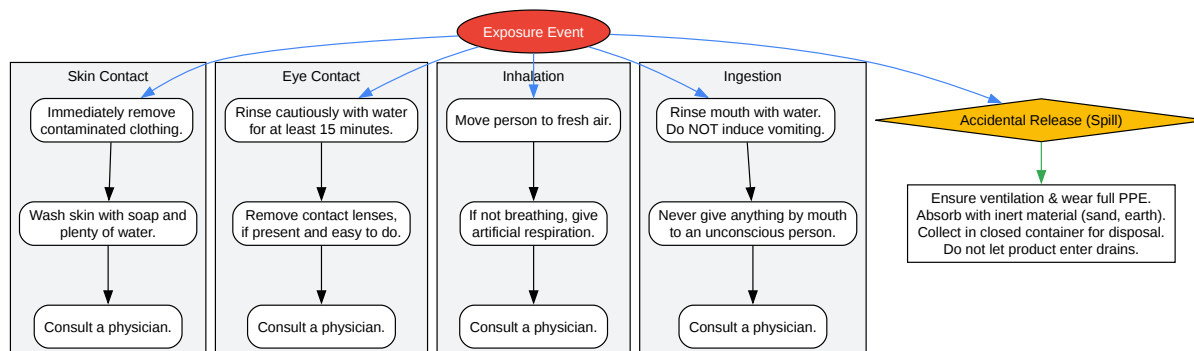 Exposure Event
Skin Contact
Immediately remove
contaminated clothing.
Wash skin with soap and
plenty of water.
Consult a physician.
Eye Contact
Rinse cautiously with water
for at least 15 minutes.
Remove contact lenses,
if present and easy to do.
Consult a physician.
Inhalation
Move person to fresh air.
If not breathing, give
artificial respiration.
Consult a physician.
Ingestion
Rinse mouth with water.
Do NOT induce vomiting.
Never give anything by mouth
to an unconscious person.
Consult a physician.
Accidental Release (Spill)
Ensure ventilation & wear full PPE.
Absorb with inert material (sand, earth).
Collect in closed container for disposal.
Do not let product enter drains.